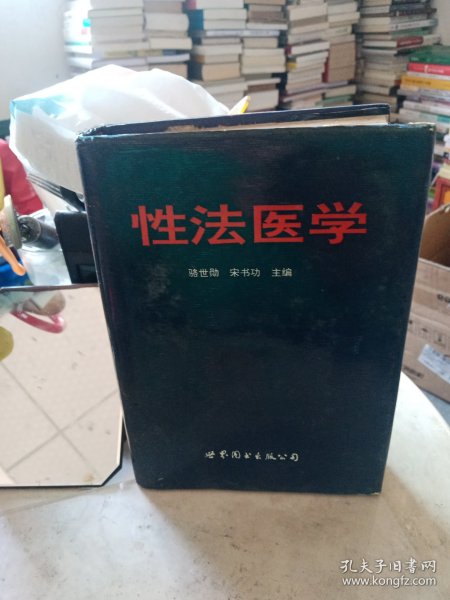 性法医学
骆世勋 宋书功 主编
世界图书出版公司
孔夫子旧书网
www.kongfz.com